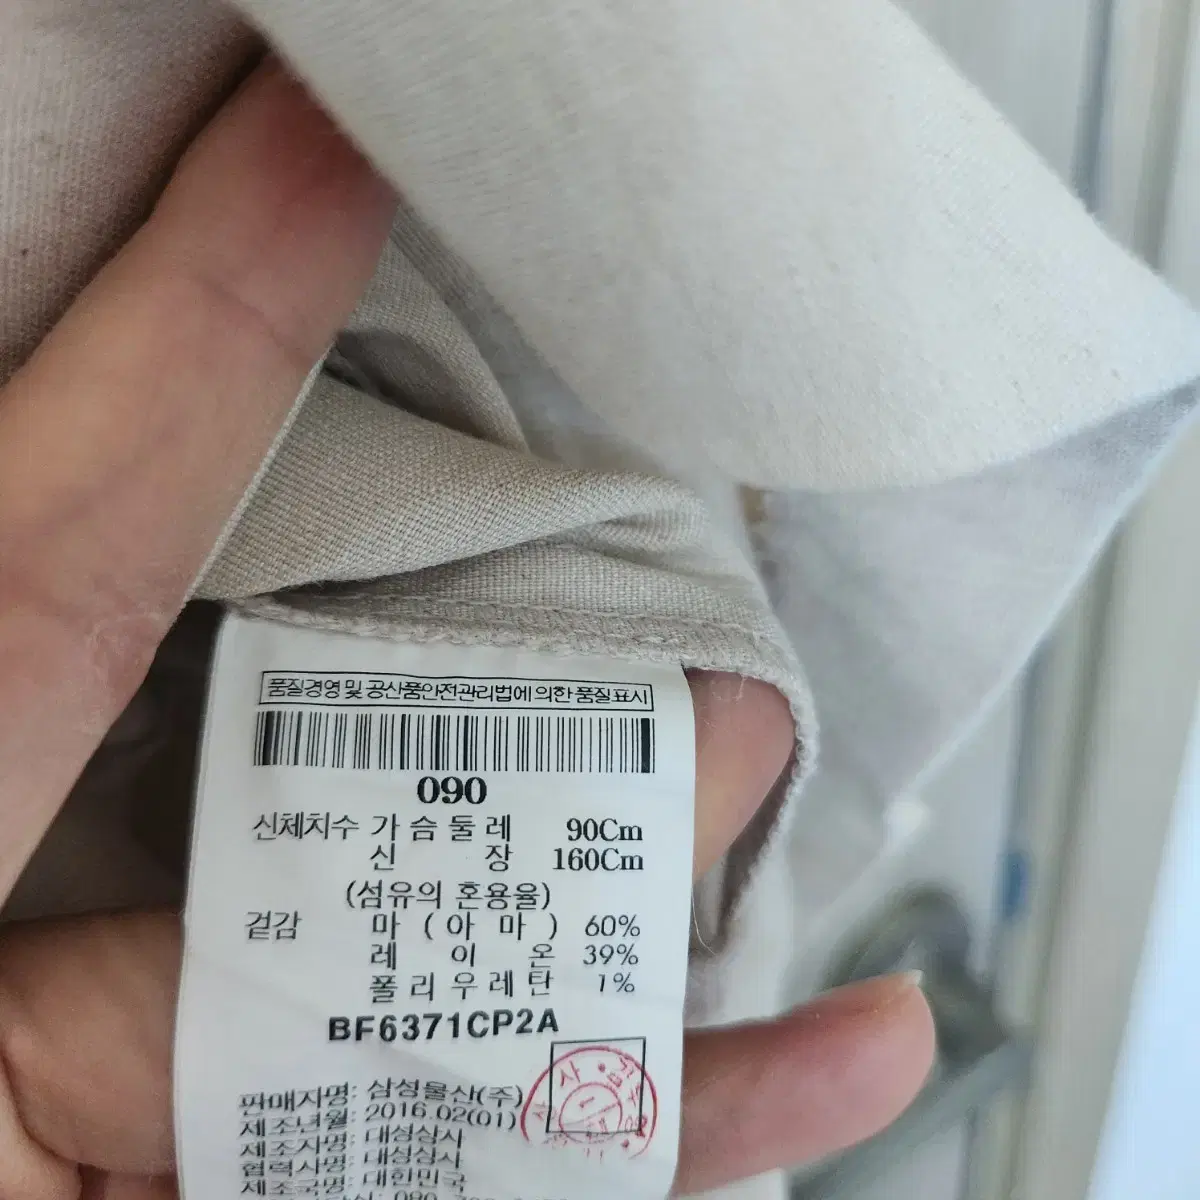 품질경영 및 공산품안전관리법에 의한 품질표시
090
신체치수 가 슴 둘 레 90Cm
신 장 160Cm
(섬유의 혼용율)
겉감 마 ( 아 마 ) 60%
레 이 온 39%
폴 리 우 레 탄 1%
BF6371CP2A
판매자명: 삼성물산(주)
제조년월: 2016.02(01)
제조자명: 대성상사
협력사명: 대성상사
제조국명: 대한민국